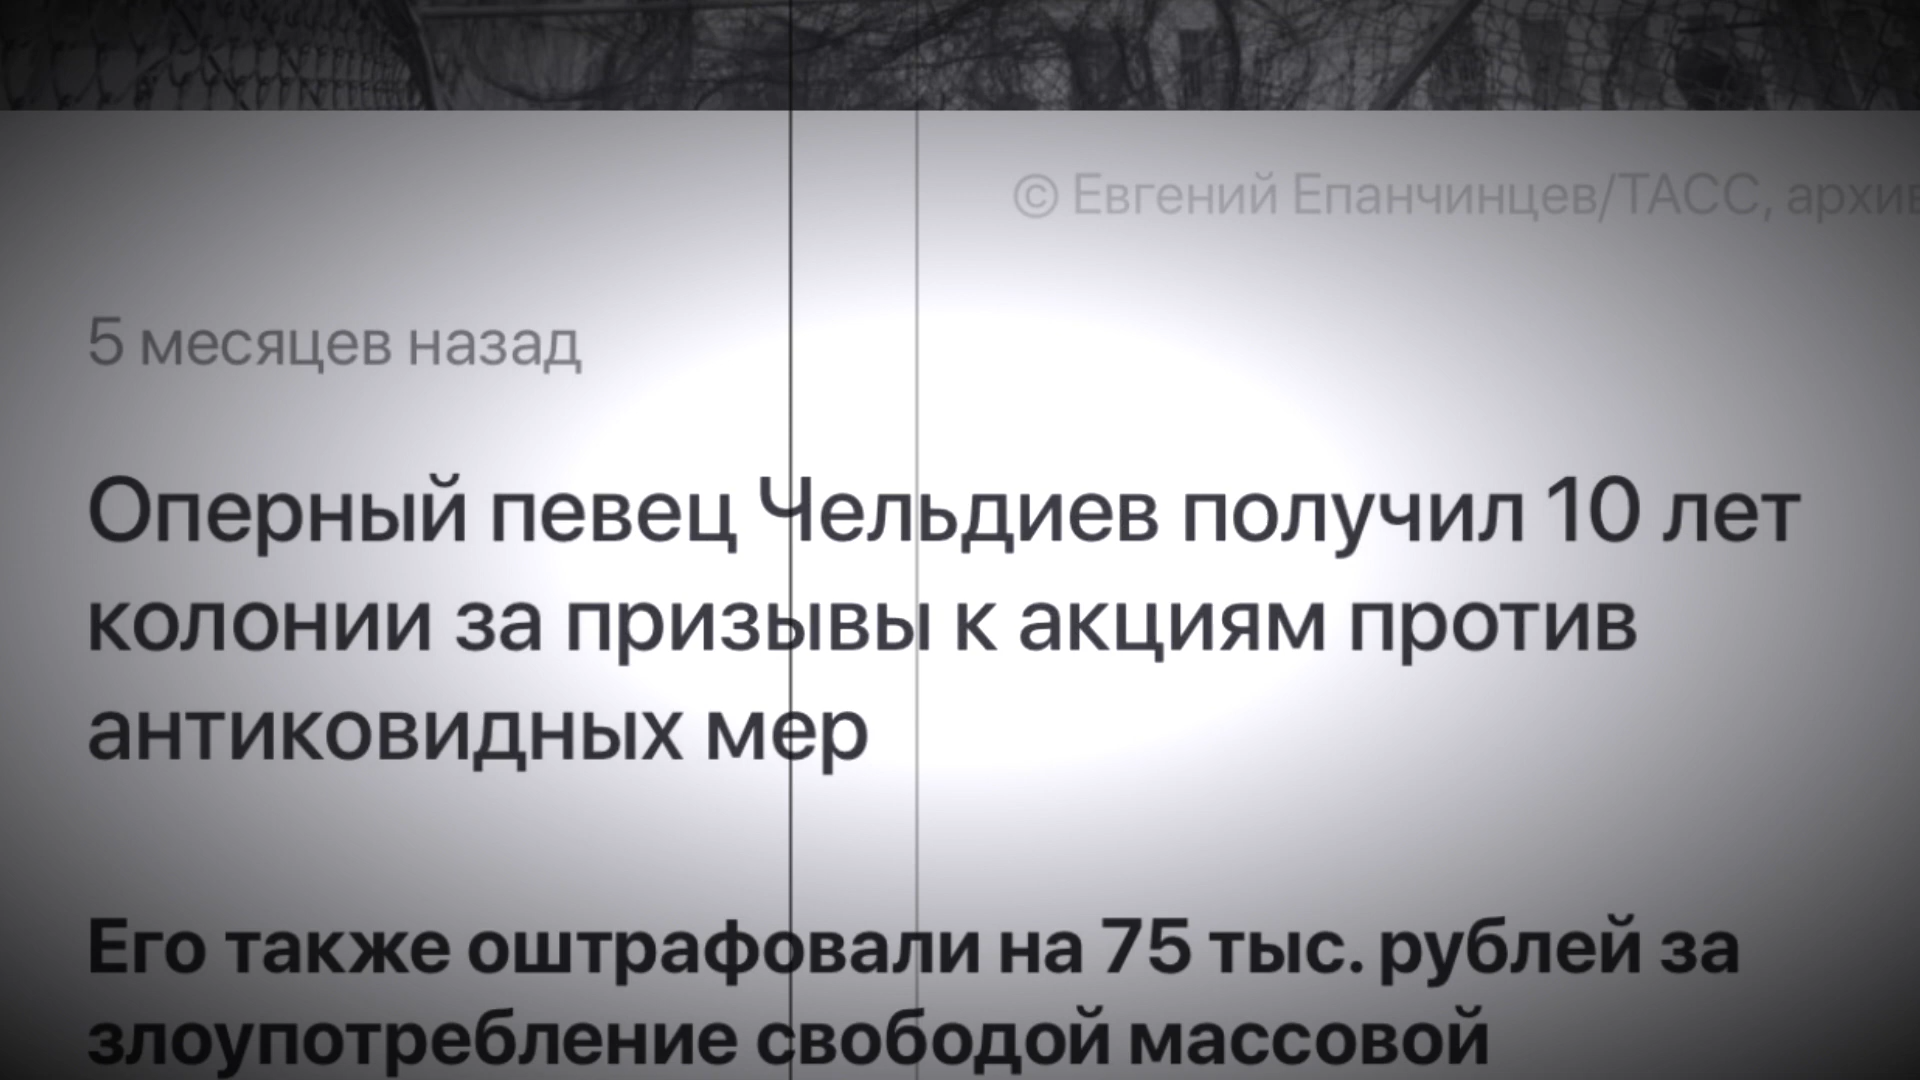 © Евгений Епанчинцев/ТАСС, архив
5 месяцев назад
Оперный певец Чельдиев получил 10 лет
колонии за призывы к акциям против
антиковидных мер
Его также оштрафовали на 75 тыс. рублей за
злоупотребление свободой массовой